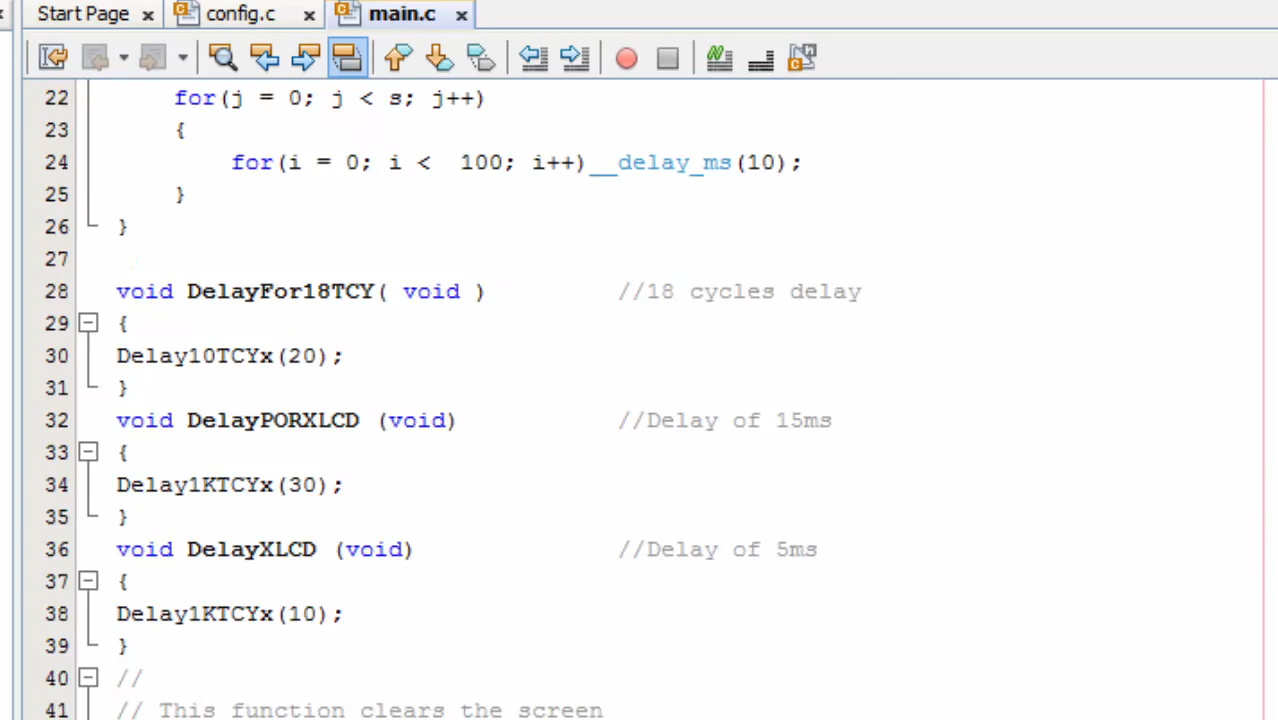 Start Page x config.c x main.c x
22 for(j = 0; j < s; j++)
23 {
24 for(i = 0; i <  100; i++)__delay_ms(10);
25 }
26 }
27
28 void DelayFor18TCY( void ) //18 cycles delay
29 {
30 Delay10TCYx(20);
31 }
32 void DelayPORXLCD (void) //Delay of 15ms
33 {
34 Delay1KTCYx(30);
35 }
36 void DelayXLCD (void) //Delay of 5ms
37 {
38 Delay1KTCYx(10);
39 }
40 //
41 // This function clears the screen